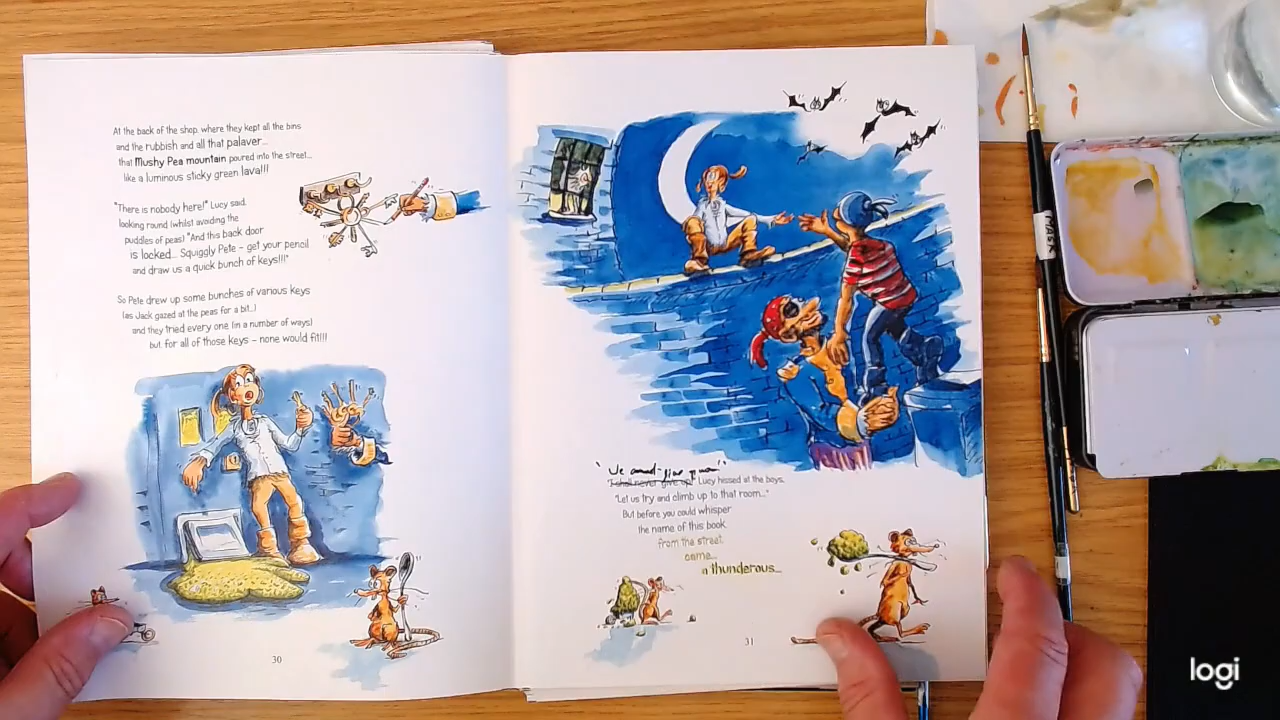 At the back of the shop, where they kept all the bins
and the rubbish and all that palaver...
that Mushy Pea mountain poured into the street...
like a luminous sticky green lava!!!
"There is nobody here!" Lucy said,
looking round (whilst avoiding the
puddles of peas) "And this back door
is locked... Squiggly Pete – get your pencil
and draw us a quick bunch of keys!!!"
So Pete drew up some bunches of various keys
(as Jack gazed at the peas for a bit...)
and they tried every one (in a number of ways)
but for all of those keys – none would fit!!!
30
"I shall never give up!" Lucy hissed at the boys,
"Let us try and climb up to that room..."
But before you could whisper
the name of this book
from the street,
came...
a thunderous...
31
MASK
logi